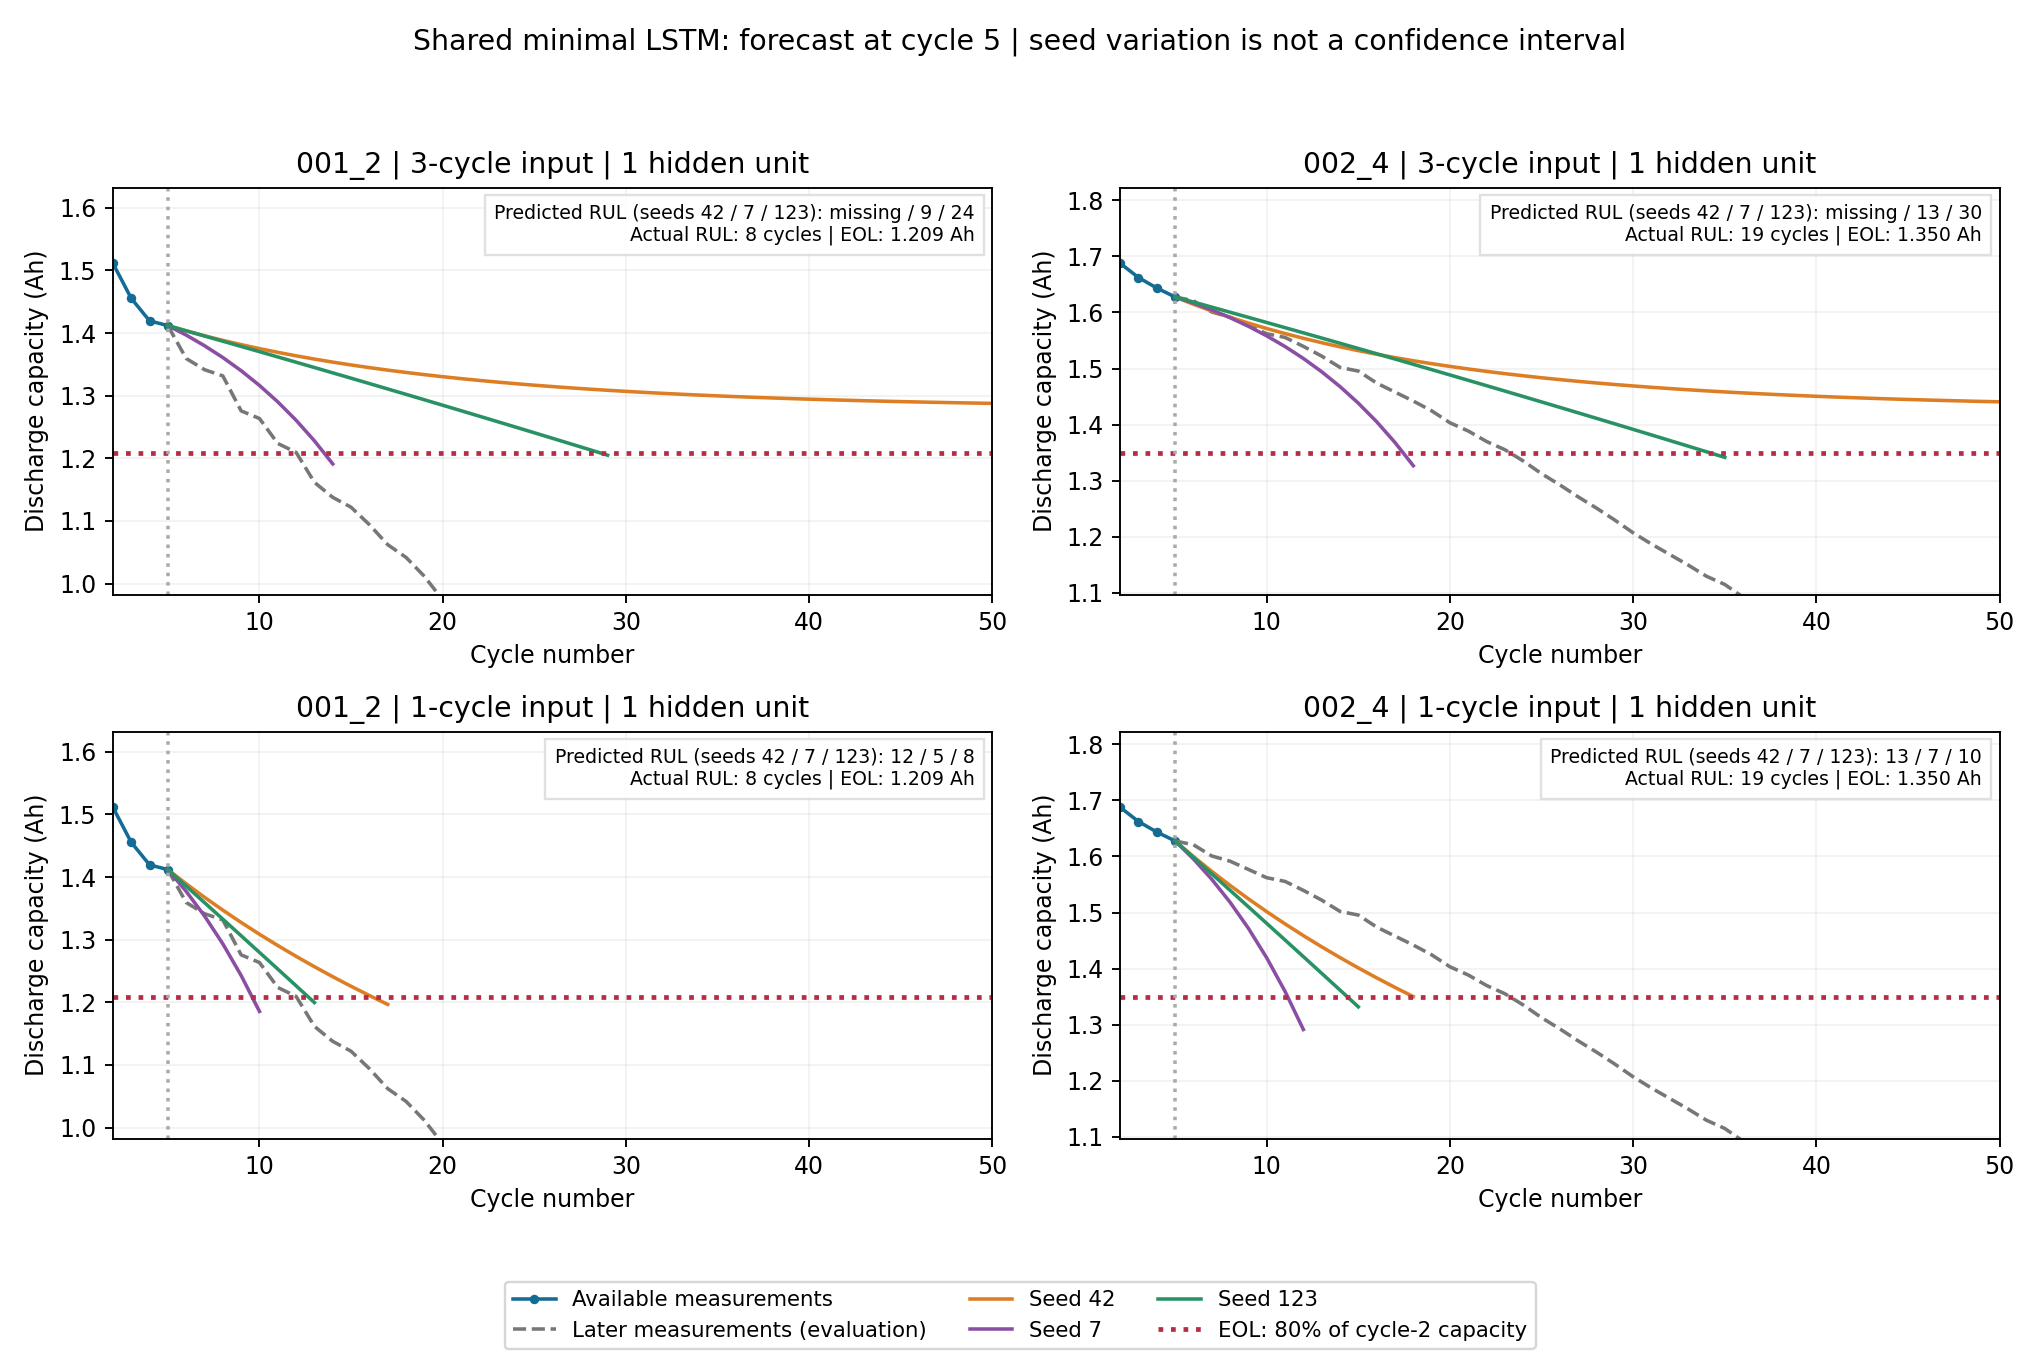 Shared minimal LSTM: forecast at cycle 5 | seed variation is not a confidence interval
001_2 | 3-cycle input | 1 hidden unit
Predicted RUL (seeds 42 / 7 / 123): missing / 9 / 24
Actual RUL: 8 cycles | EOL: 1.209 Ah
Discharge capacity (Ah)
1.6
1.5
1.4
1.3
1.2
1.1
1.0
10 20 30 40 50
Cycle number
002_4 | 3-cycle input | 1 hidden unit
Predicted RUL (seeds 42 / 7 / 123): missing / 13 / 30
Actual RUL: 19 cycles | EOL: 1.350 Ah
Discharge capacity (Ah)
1.8
1.7
1.6
1.5
1.4
1.3
1.2
1.1
10 20 30 40 50
Cycle number
001_2 | 1-cycle input | 1 hidden unit
Predicted RUL (seeds 42 / 7 / 123): 12 / 5 / 8
Actual RUL: 8 cycles | EOL: 1.209 Ah
Discharge capacity (Ah)
1.6
1.5
1.4
1.3
1.2
1.1
1.0
10 20 30 40 50
Cycle number
002_4 | 1-cycle input | 1 hidden unit
Predicted RUL (seeds 42 / 7 / 123): 13 / 7 / 10
Actual RUL: 19 cycles | EOL: 1.350 Ah
Discharge capacity (Ah)
1.8
1.7
1.6
1.5
1.4
1.3
1.2
1.1
10 20 30 40 50
Cycle number
Available measurements
Later measurements (evaluation)
Seed 42
Seed 7
Seed 123
EOL: 80% of cycle-2 capacity